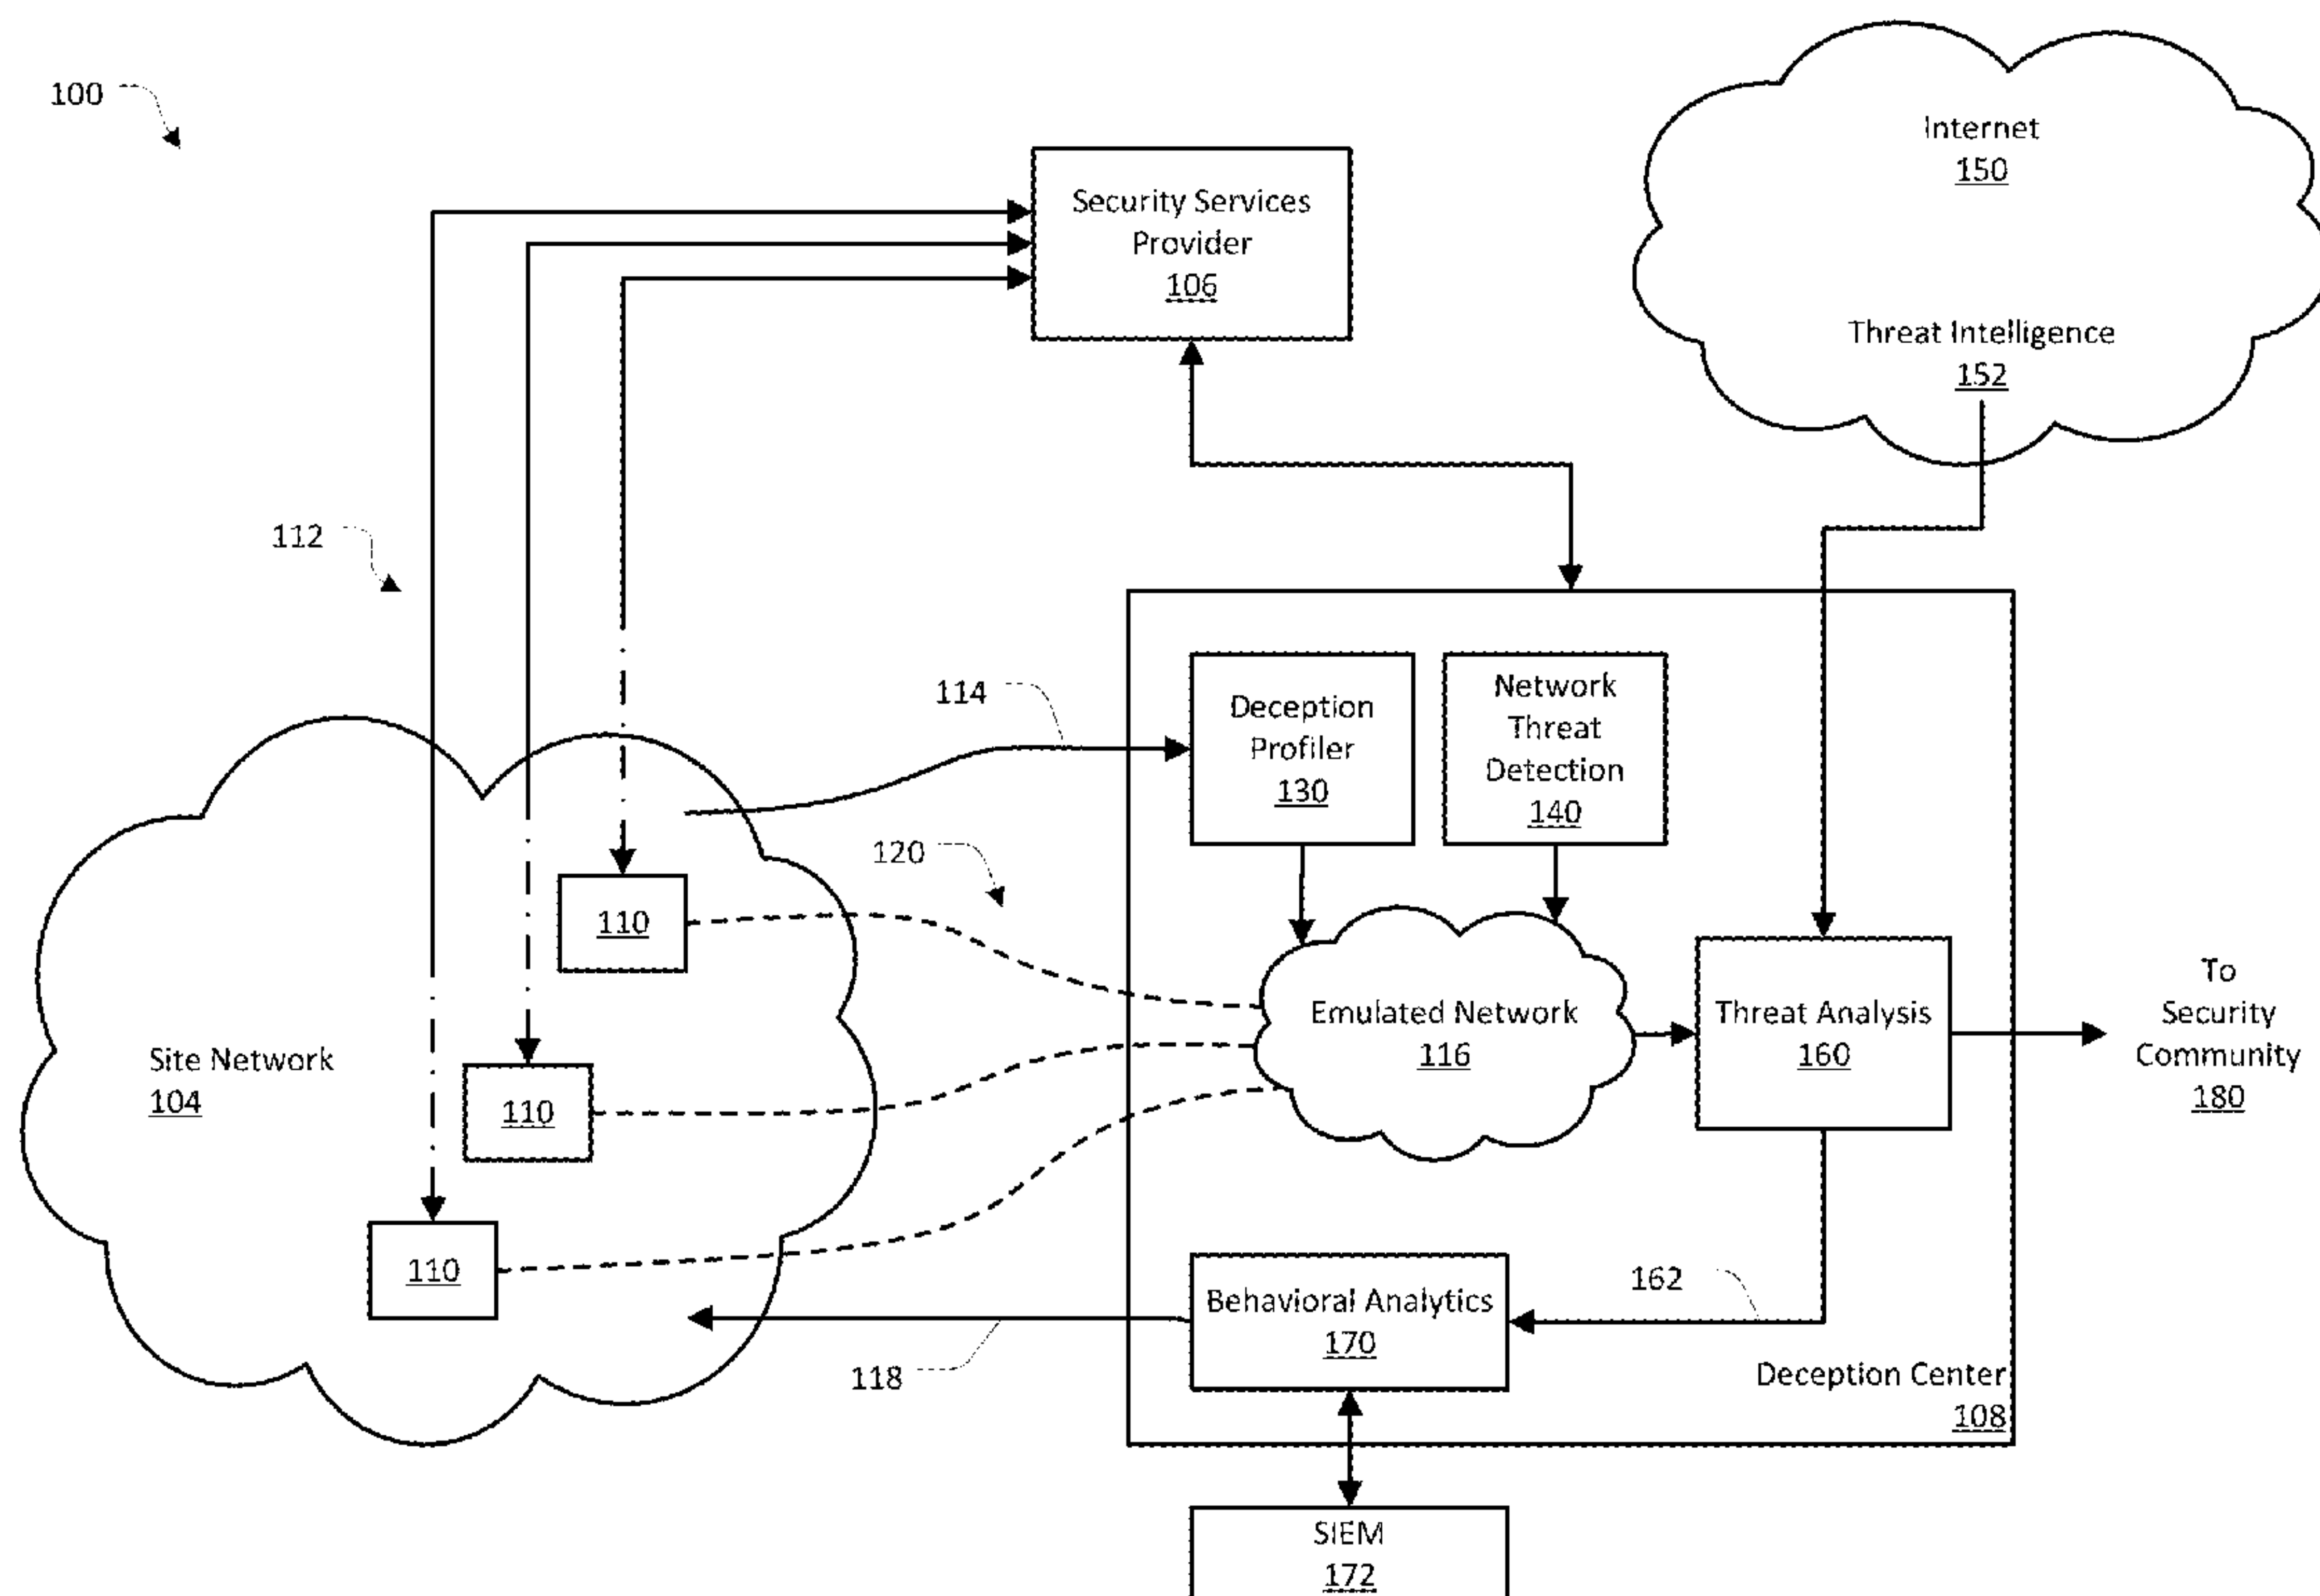 100
Security Services
Provider
106
Internet
150
Threat Intelligence
152
112
114
Deception
Profiler
130
Network
Threat
Detection
140
120
110
Site Network
104
110
110
Emulated Network
116
Threat Analysis
160
To
Security
Community
180
Behavioral Analytics
170
162
118
Deception Center
108
SIEM
172